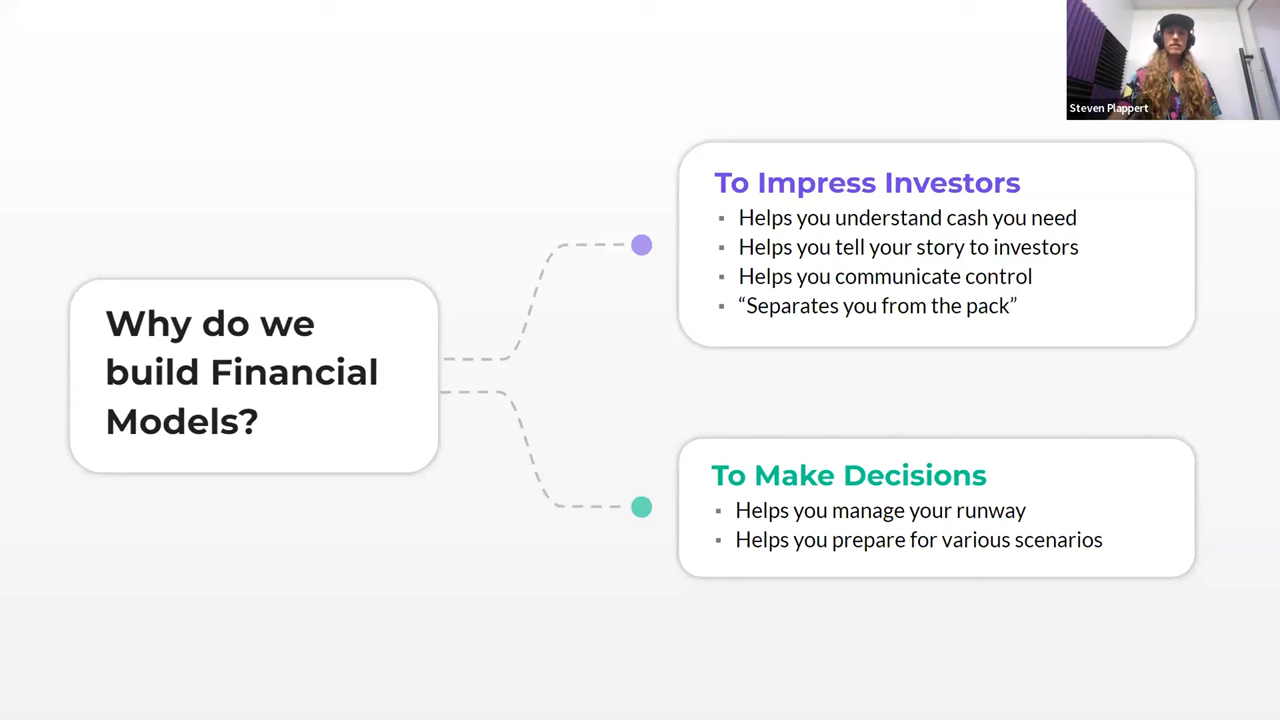 Steven Plappert
Why do we
build Financial
Models?
To Impress Investors
▪ Helps you understand cash you need
▪ Helps you tell your story to investors
▪ Helps you communicate control
▪ “Separates you from the pack”
To Make Decisions
▪ Helps you manage your runway
▪ Helps you prepare for various scenarios